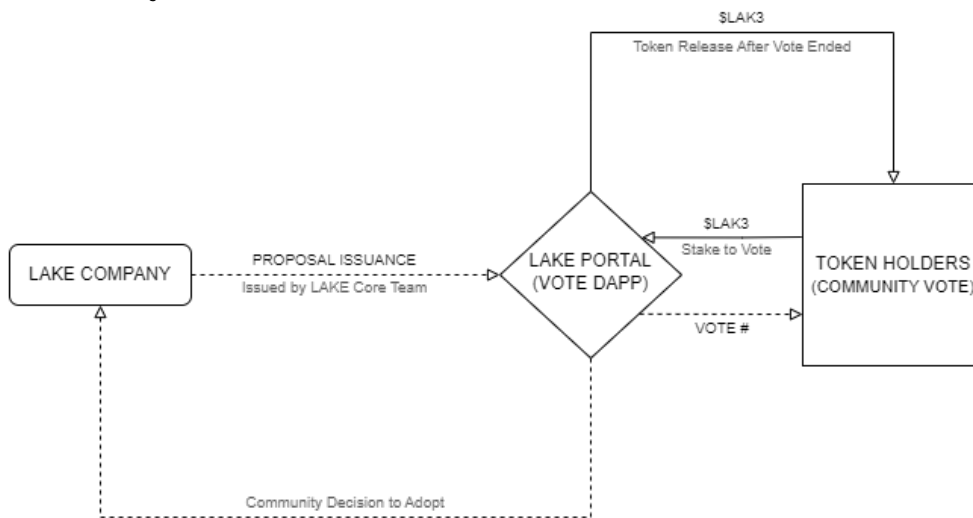 $LAK3
Token Release After Vote Ended
$LAK3
Stake to Vote
LAKE COMPANY
PROPOSAL ISSUANCE
Issued by LAKE Core Team
LAKE PORTAL
(VOTE DAPP)
TOKEN HOLDERS
(COMMUNITY VOTE)
VOTE #
Community Decision to Adopt